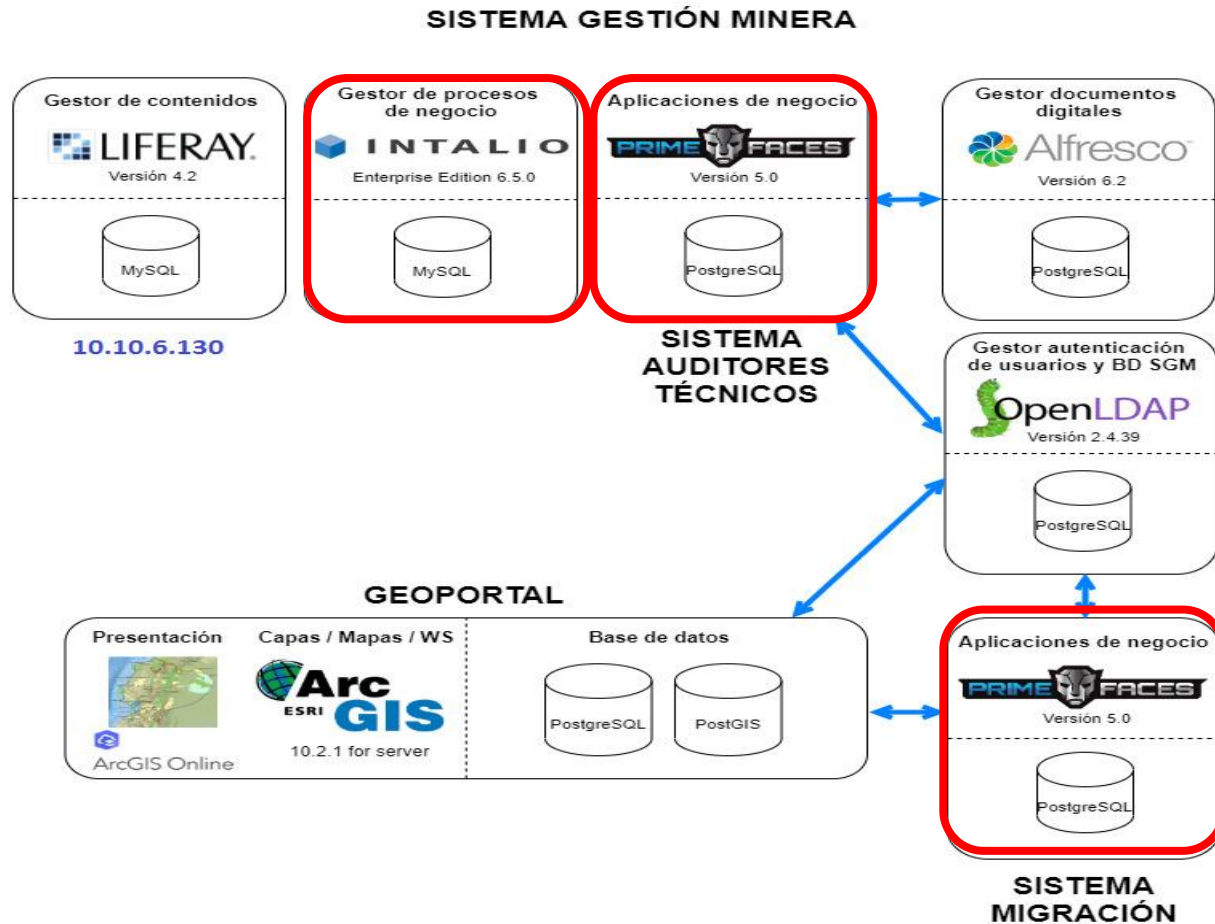 SISTEMA GESTIÓN MINERA
Gestor de contenidos
LIFERAY.
Versión 4.2
MySQL
10.10.6.130
Gestor de procesos
de negocio
INTALIO
Enterprise Edition 6.5.0
MySQL
Aplicaciones de negocio
PRIMEFACES
Versión 5.0
PostgreSQL
SISTEMA
AUDITORES
TÉCNICOS
Gestor documentos
digitales
Alfresco
Versión 6.2
PostgreSQL
Gestor autenticación
de usuarios y BD SGM
OpenLDAP
Versión 2.4.39
PostgreSQL
GEOPORTAL
Presentación
ArcGIS Online
Capas / Mapas / WS
Arc
ESRI GIS
10.2.1 for server
Base de datos
PostgreSQL
PostGIS
Aplicaciones de negocio
PRIMEFACES
Versión 5.0
PostgreSQL
SISTEMA
MIGRACIÓN